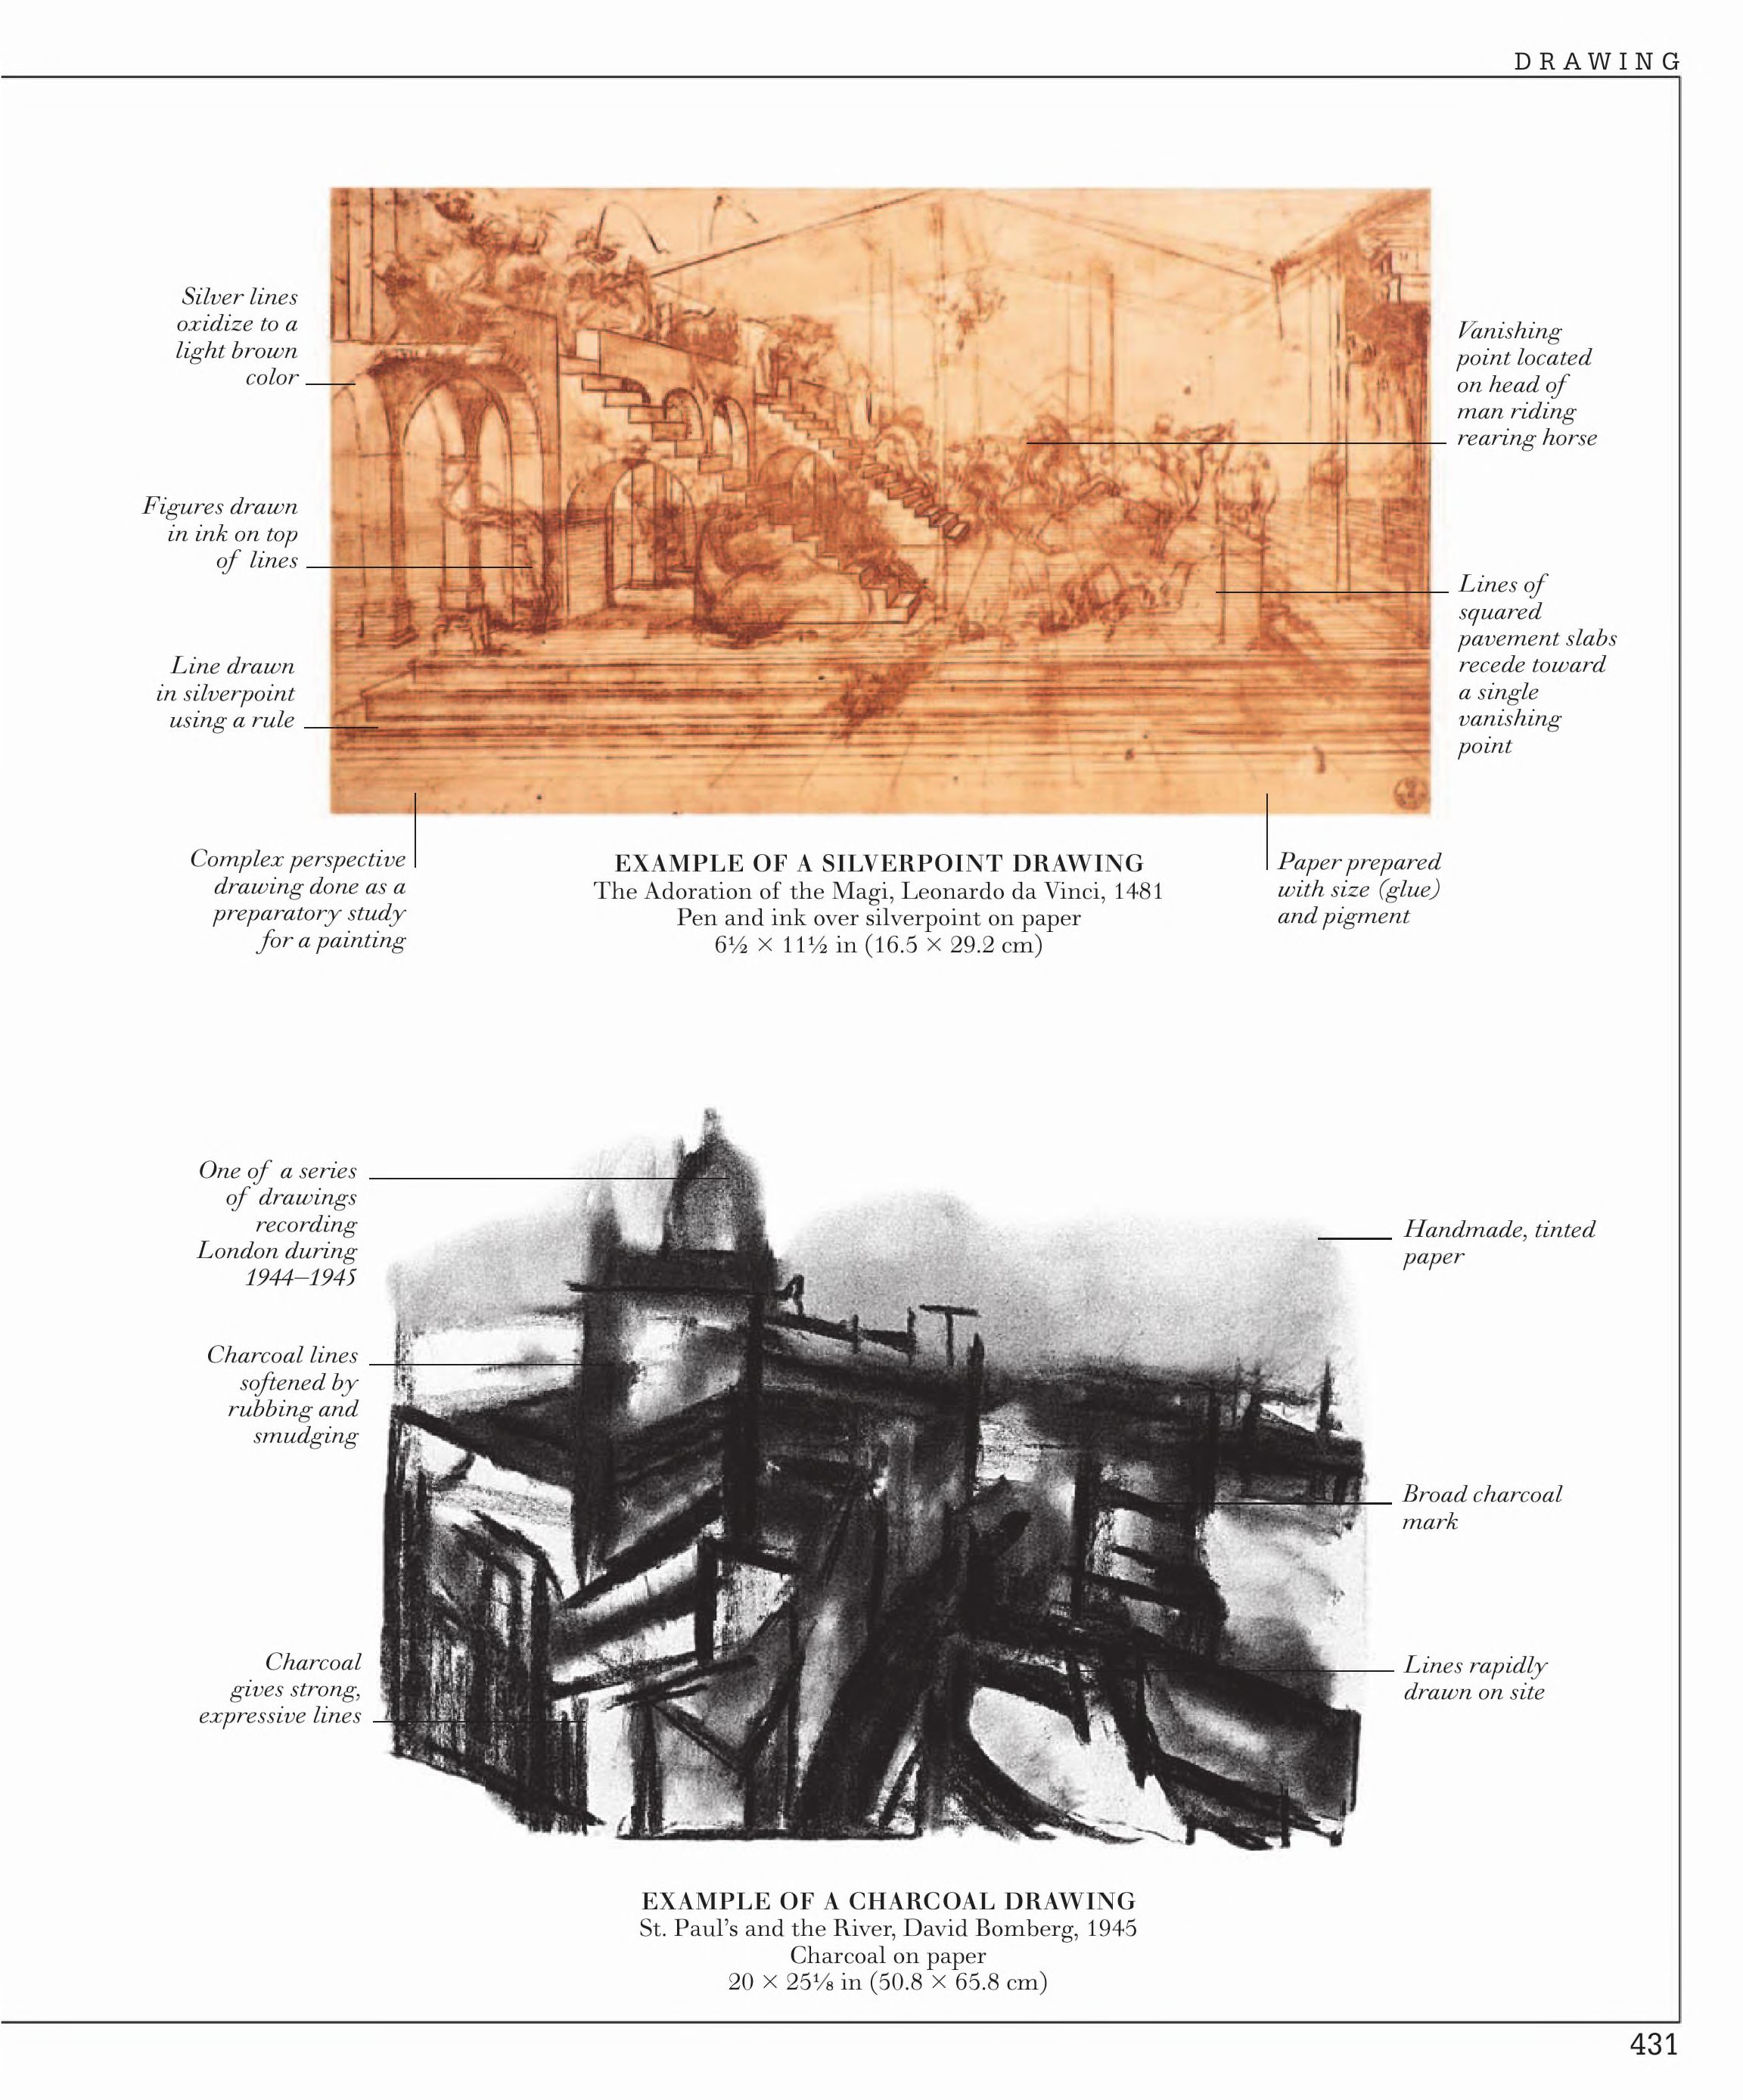 DRAWING
Silver lines
oxidize to a
light brown
color
Figures drawn
in ink on top
of lines
Line drawn
in silverpoint
using a rule
Complex perspective
drawing done as a
preparatory study
for a painting
Vanishing
point located
on head of
man riding
rearing horse
Lines of
squared
pavement slabs
recede toward
a single
vanishing
point
Paper prepared
with size (glue)
and pigment
EXAMPLE OF A SILVERPOINT DRAWING
The Adoration of the Magi, Leonardo da Vinci, 1481
Pen and ink over silverpoint on paper
6½ × 11½ in (16.5 × 29.2 cm)
One of a series
of drawings
recording
London during
1944–1945
Charcoal lines
softened by
rubbing and
smudging
Charcoal
gives strong,
expressive lines
Handmade, tinted
paper
Broad charcoal
mark
Lines rapidly
drawn on site
EXAMPLE OF A CHARCOAL DRAWING
St. Paul’s and the River, David Bomberg, 1945
Charcoal on paper
20 × 25⅛ in (50.8 × 65.8 cm)
431